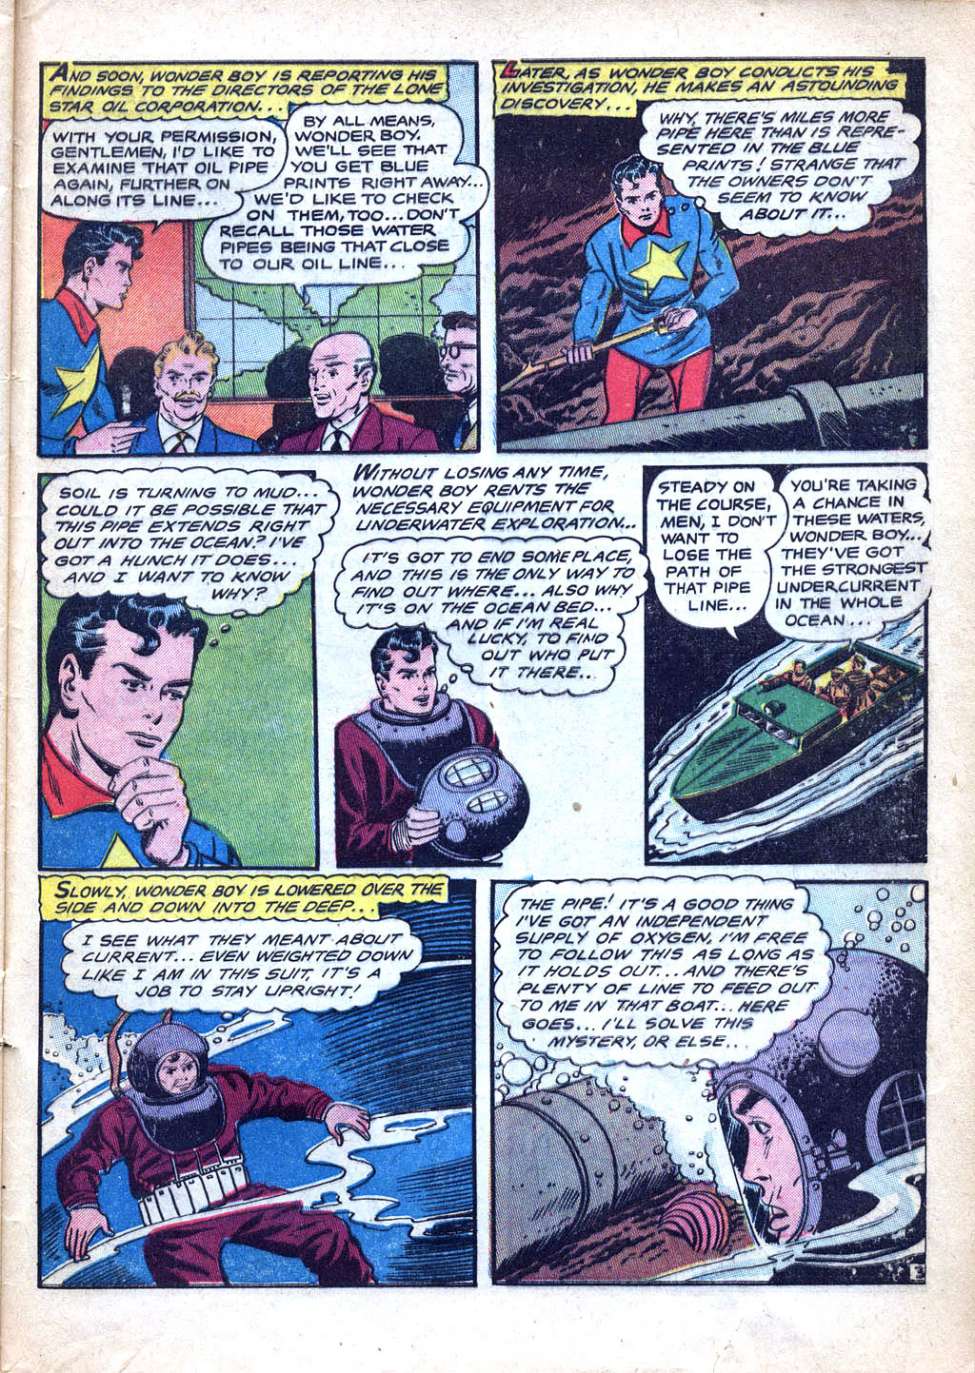 AND SOON, WONDER BOY IS REPORTING HIS
FINDINGS TO THE DIRECTORS OF THE LONE
STAR OIL CORPORATION...
WITH YOUR PERMISSION,
GENTLEMEN, I'D LIKE TO
EXAMINE THAT OIL PIPE
AGAIN, FURTHER ON
ALONG ITS LINE...
BY ALL MEANS,
WONDER BOY.
WE'LL SEE THAT
YOU GET BLUE
PRINTS RIGHT AWAY...
WE'D LIKE TO CHECK
ON THEM, TOO... DON'T
RECALL THOSE WATER
PIPES BEING THAT CLOSE
TO OUR OIL LINE...
LATER, AS WONDER BOY CONDUCTS HIS
INVESTIGATION, HE MAKES AN ASTOUNDING
DISCOVERY...
WHY, THERE'S MILES MORE
PIPE HERE THAN IS REPRE-
SENTED IN THE BLUE
PRINTS! STRANGE THAT
THE OWNERS DON'T
SEEM TO KNOW
ABOUT IT...
SOIL IS TURNING TO MUD...
COULD IT BE POSSIBLE THAT
THIS PIPE EXTENDS RIGHT
OUT INTO THE OCEAN? I'VE
GOT A HUNCH IT DOES...
AND I WANT TO KNOW
WHY?
WITHOUT LOSING ANY TIME,
WONDER BOY RENTS THE
NECESSARY EQUIPMENT FOR
UNDERWATER EXPLORATION...
IT'S GOT TO END SOMEPLACE,
AND THIS IS THE ONLY WAY TO
FIND OUT WHERE... ALSO WHY
IT'S ON THE OCEAN BED...
AND IF I'M REAL
LUCKY, TO FIND
OUT WHO PUT
IT THERE...
STEADY ON
THE COURSE,
MEN, I DON'T
WANT TO
LOSE THE
PATH OF
THAT PIPE
LINE...
YOU'RE TAKING
A CHANCE IN
THESE WATERS,
WONDER BOY...
THEY'VE GOT
THE STRONGEST
UNDERCURRENT
IN THE WHOLE
OCEAN...
SLOWLY, WONDER BOY IS LOWERED OVER THE
SIDE AND DOWN INTO THE DEEP...
I SEE WHAT THEY MEANT ABOUT
CURRENT... EVEN WEIGHTED DOWN
LIKE I AM IN THIS SUIT, IT'S A
JOB TO STAY UPRIGHT!
THE PIPE! IT'S A GOOD THING
I'VE GOT AN INDEPENDENT
SUPPLY OF OXYGEN, I'M FREE
TO FOLLOW THIS AS LONG AS
IT HOLDS OUT... AND THERE'S
PLENTY OF LINE TO FEED OUT
TO ME IN THAT BOAT... HERE
GOES... I'LL SOLVE THIS
MYSTERY, OR ELSE...
3